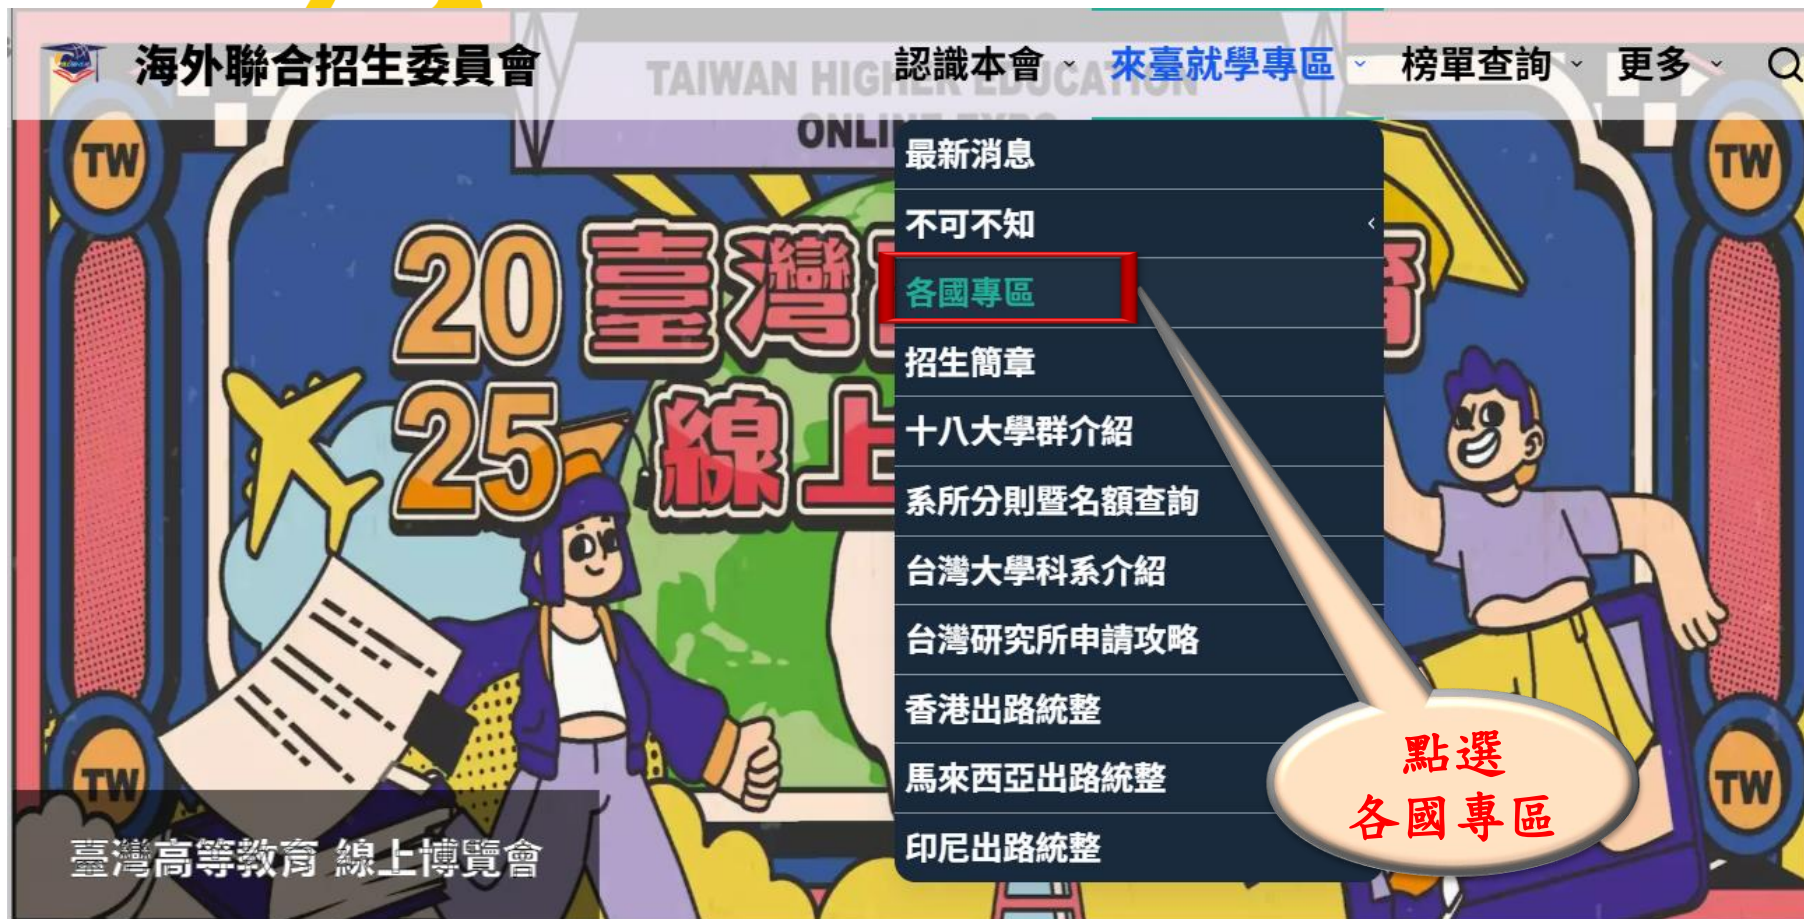 海外聯合招生委員會
認識本會
來臺就學專區
榜單查詢
更多
TAIWAN HIGHER EDUCATION
ONLINE EXPO
TW
TW
20臺灣
25 線上
最新消息
不可不知
各國專區
招生簡章
十八大學群介紹
系所分則暨名額查詢
台灣大學科系介紹
台灣研究所申請攻略
香港出路統整
馬來西亞出路統整
印尼出路統整
點選
各國專區
TW
TW
臺灣高等教育 線上博覽會